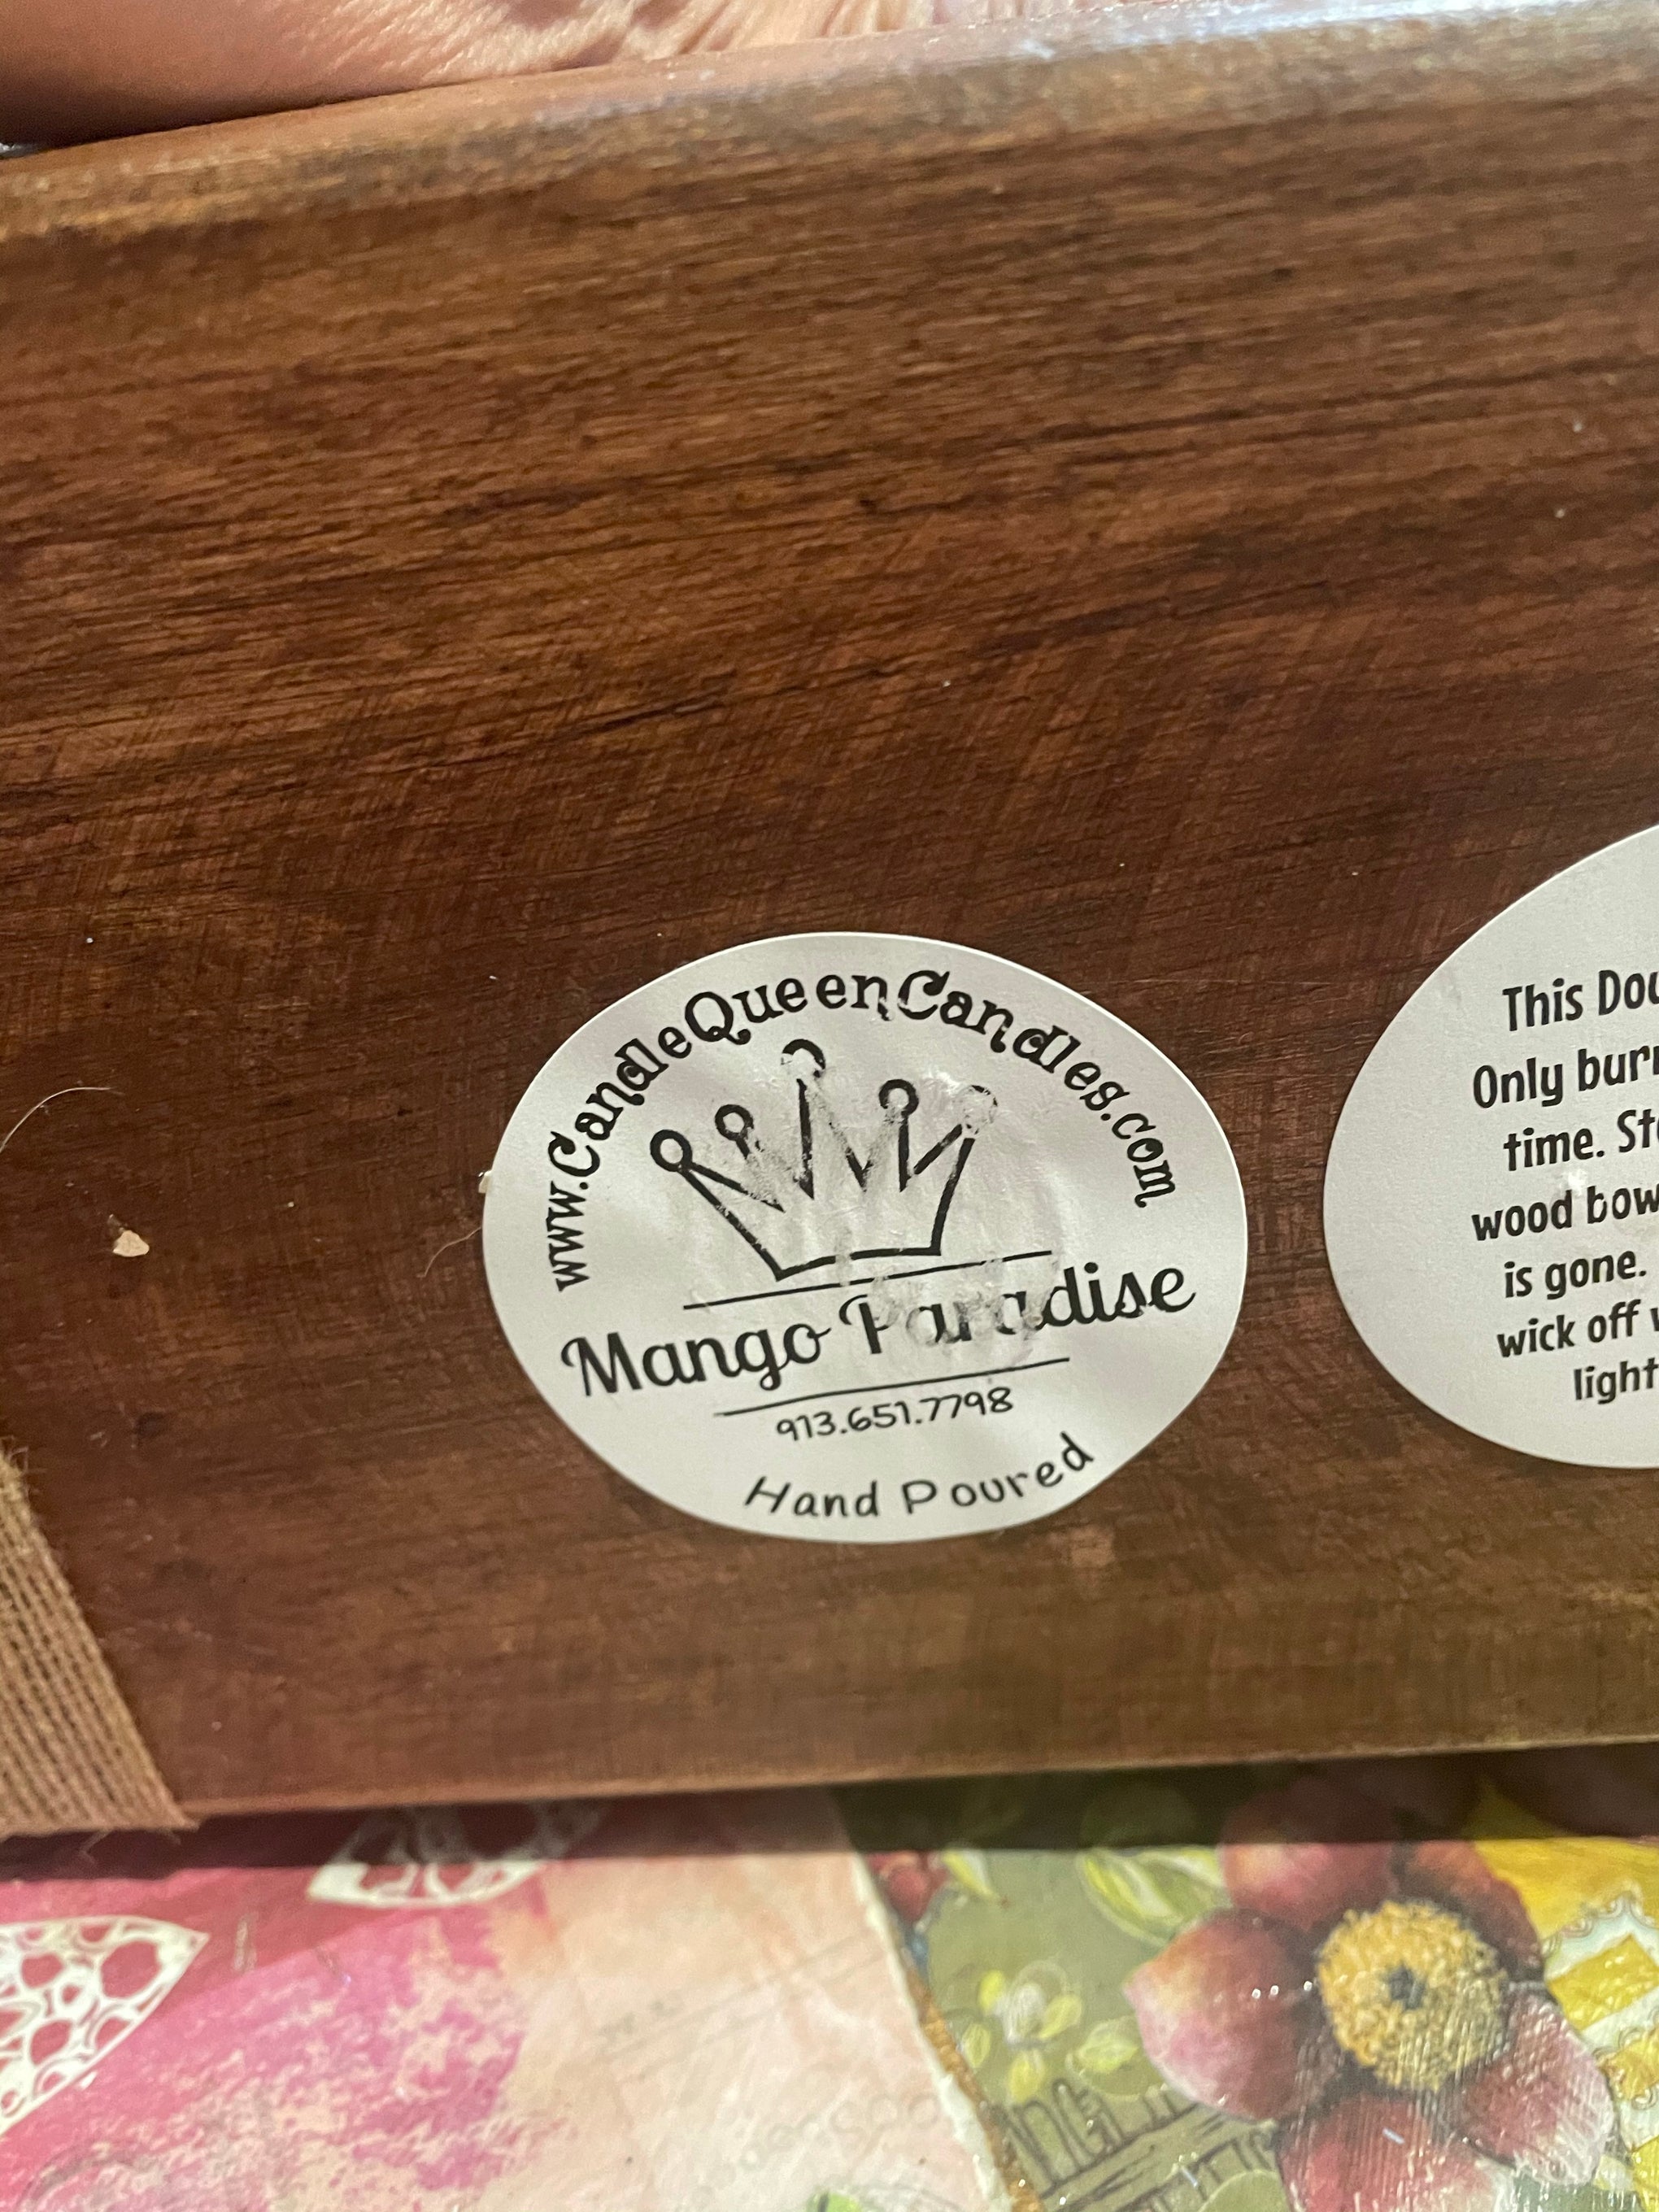 www.CandleQueenCandles.com
Mango Paradise
913.651.7798
Hand Poured
This Dou
Only burn
time. Sto
wood bow
is gone.
wick off w
light